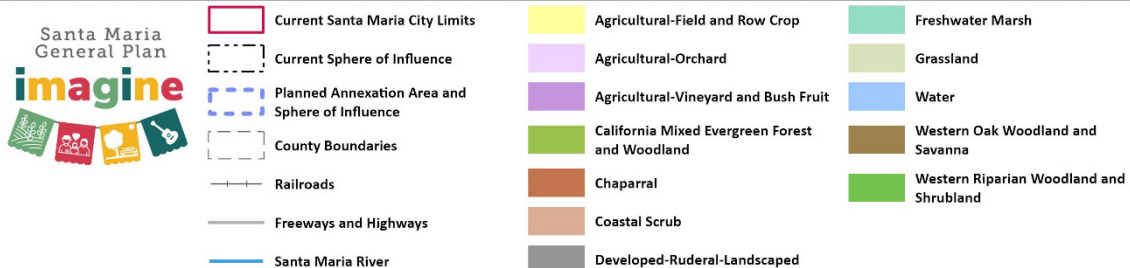 Santa Maria
General Plan
imagine
Current Santa Maria City Limits
Current Sphere of Influence
Planned Annexation Area and
Sphere of Influence
County Boundaries
Railroads
Freeways and Highways
Santa Maria River
Agricultural-Field and Row Crop
Agricultural-Orchard
Agricultural-Vineyard and Bush Fruit
California Mixed Evergreen Forest
and Woodland
Chaparral
Coastal Scrub
Developed-Ruderal-Landscaped
Freshwater Marsh
Grassland
Water
Western Oak Woodland and
Savanna
Western Riparian Woodland and
Shrubland